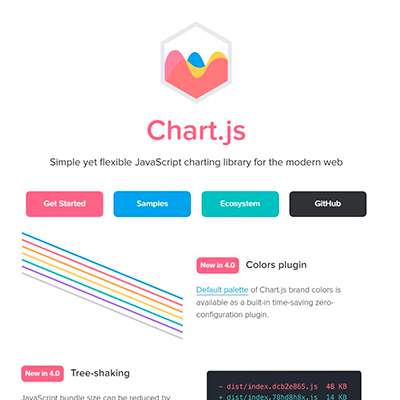 Chart.js
Simple yet flexible JavaScript charting library for the modern web
Get Started
Samples
Ecosystem
GitHub
New in 4.0 Colors plugin
Default palette of Chart.js brand colors is
available as a built-in time-saving zero-
configuration plugin.
New in 4.0 Tree-shaking
JavaScript bundle size can be reduced by
- dist/index.dcb2e865.js 48 KB
+ dist/index.78hd8h8x.js 14 KB